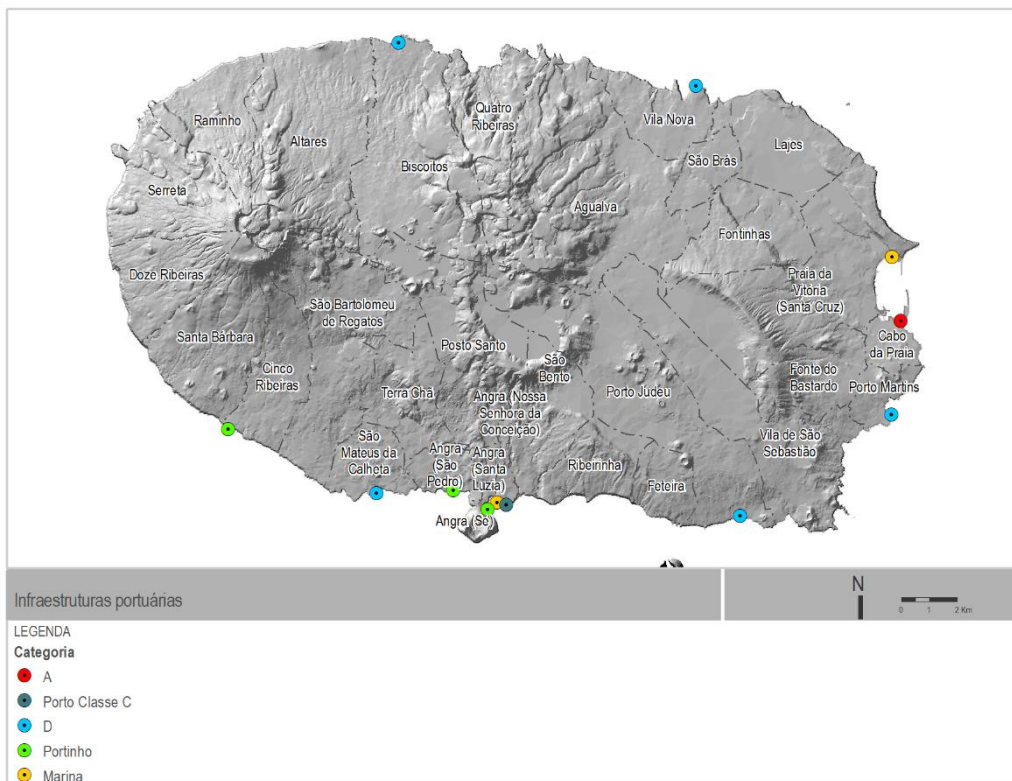 Quatro
Ribeiras
Raminho
Altares
Vila Nova
Lajes
Biscoitos
São Brás
Serreta
Agualva
Fontinhas
Doze Ribeiras
Praia da
Vitória
(Santa Cruz)
São Bartolomeu
de Regatos
Santa Bárbara
Posto Santo
Cabo
da Praia
São
Bento
Cinco
Ribeiras
Fonte do
Bastardo
Porto Martins
Terra Chã
Porto Judeu
Angra (Nossa
Senhora da
Conceição)
São
Mateus da
Calheta
Angra
(São
Pedro)
Angra
(Santa
Luzia)
Vila de São
Sebastião
Ribeirinha
Feteira
Angra (Sé)
Infraestruturas portuárias
N
0 1 2 Km
LEGENDA
Categoria
A
Porto Classe C
D
Portinho
Marina